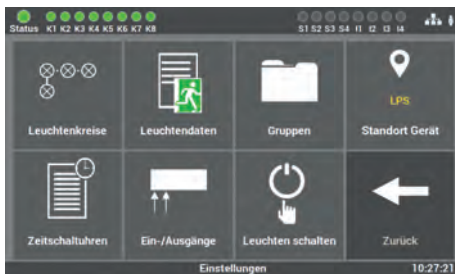 Status K1 K2 K3 K4 K5 K6 K7 K8 S1 S2 S3 S4 I1 I2 I3 I4
Leuchtenkreise
Leuchtendaten
Gruppen
LPS
Standort Gerät
Zeitschaltuhren
Ein-/Ausgänge
Leuchten schalten
Zurück
Einstellungen 10:27:21